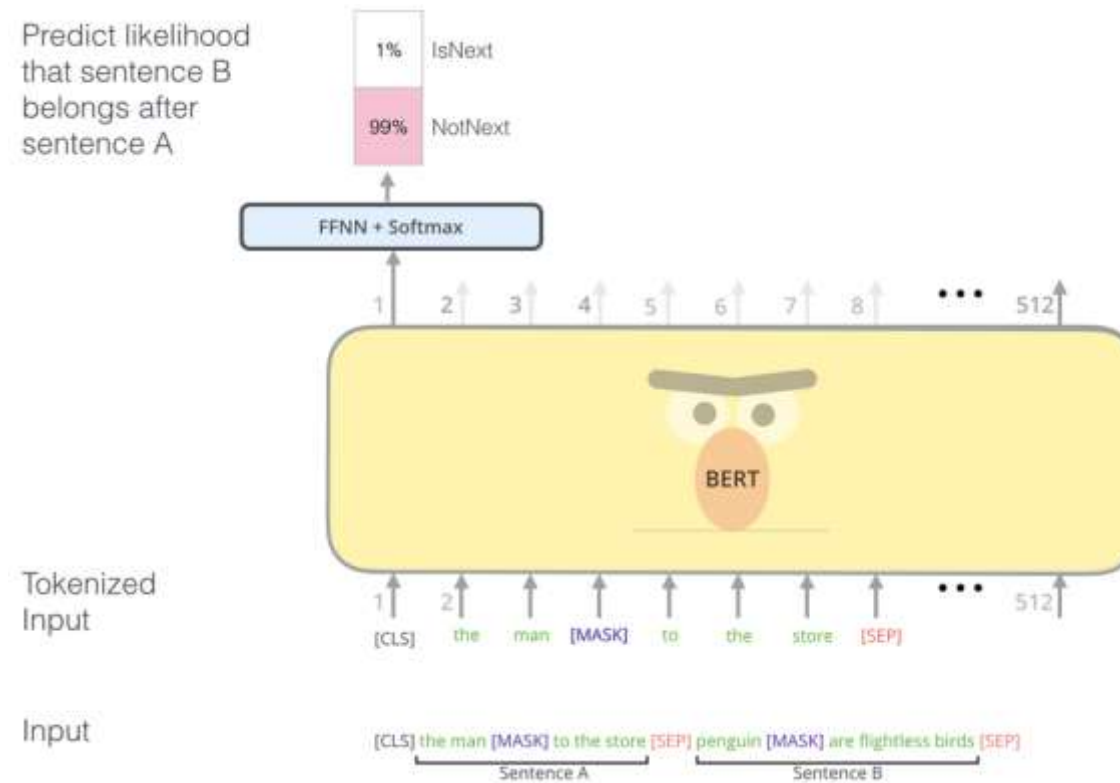 Predict likelihood
that sentence B
belongs after
sentence A
1% IsNext
99% NotNext
FFNN + Softmax
1 2 3 4 5 6 7 8 ••• 512
BERT
Tokenized
Input
1 2 ••• 512
[CLS] the man [MASK] to the store [SEP]
Input
[CLS] the man [MASK] to the store [SEP] penguin [MASK] are flightless birds [SEP]
Sentence A Sentence B